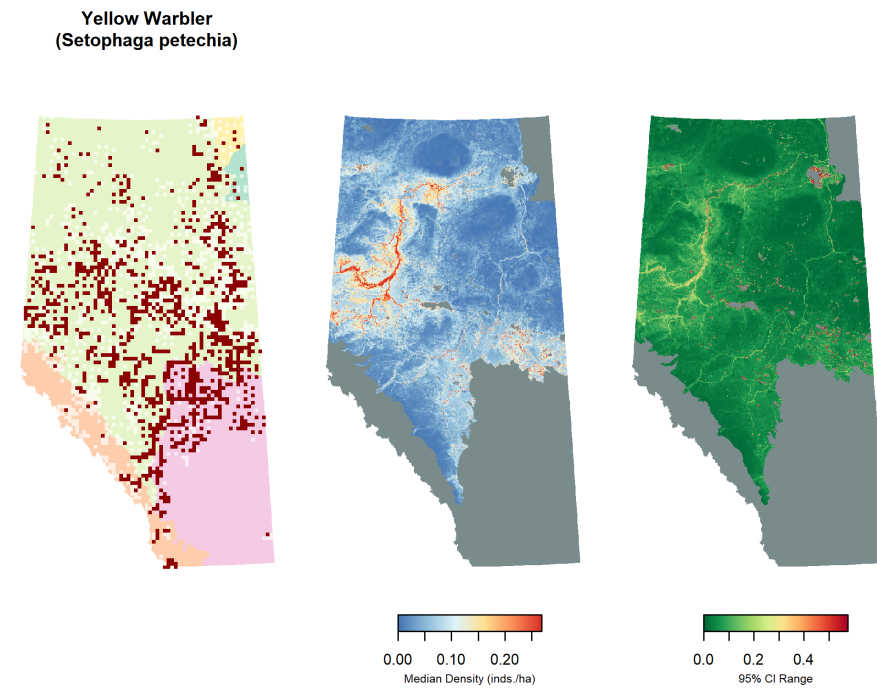 Yellow Warbler
(Setophaga petechia)
0.00 0.10 0.20
Median Density (inds./ha)
0.0 0.2 0.4
95% CI Range